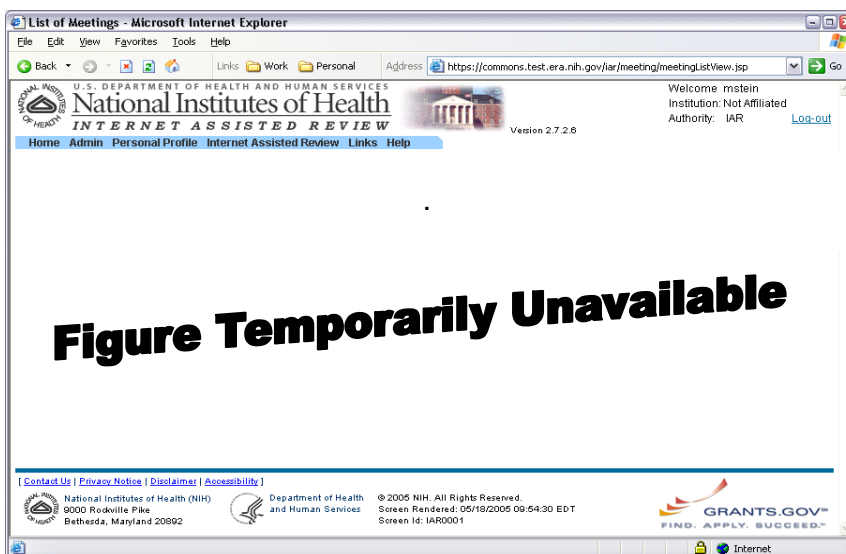 List of Meetings - Microsoft Internet Explorer
File Edit View Favorites Tools Help
Back Links Work Personal Address https://commons.test.era.nih.gov/iar/meeting/meetingListView.jsp Go
U.S. DEPARTMENT OF HEALTH AND HUMAN SERVICES
National Institutes of Health
INTERNET ASSISTED REVIEW
Version 2.7.2.6
Welcome mstein
Institution: Not Affiliated
Authority: IAR Log-out
Home Admin Personal Profile Internet Assisted Review Links Help
.
Figure Temporarily Unavailable
[ Contact Us | Privacy Notice | Disclaimer | Accessibility ]
National Institutes of Health (NIH)
9000 Rockville Pike
Bethesda, Maryland 20892
Department of Health
and Human Services
© 2005 NIH. All Rights Reserved.
Screen Rendered: 05/18/2005 09:54:30 EDT
Screen Id: IAR0001
GRANTS.GOV℠
FIND. APPLY. SUCCEED.℠
Internet